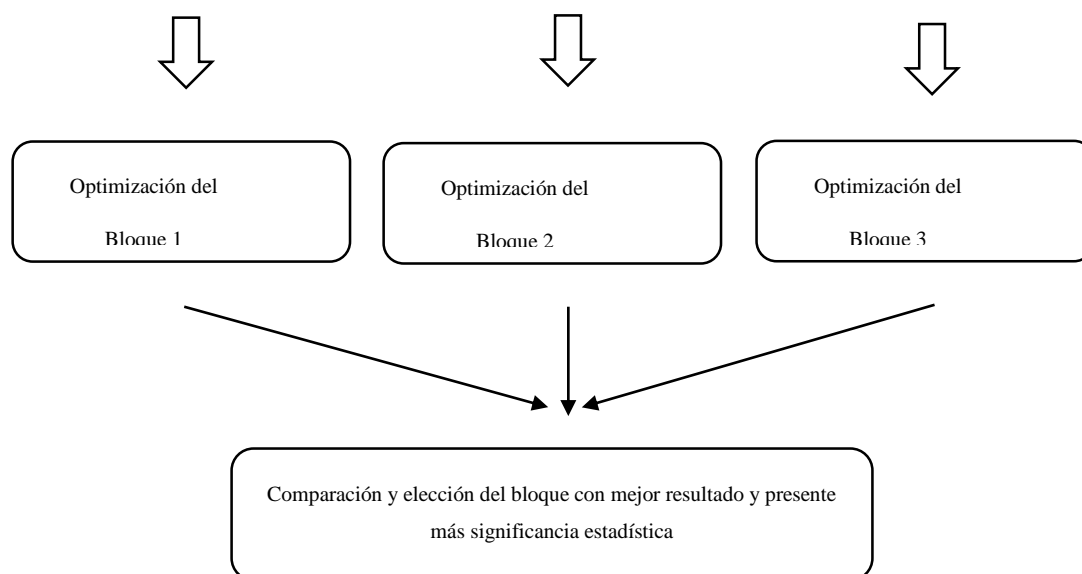 Optimización del
Bloque 1
Optimización del
Bloque 2
Optimización del
Bloque 3
Comparación y elección del bloque con mejor resultado y presente
más significancia estadística